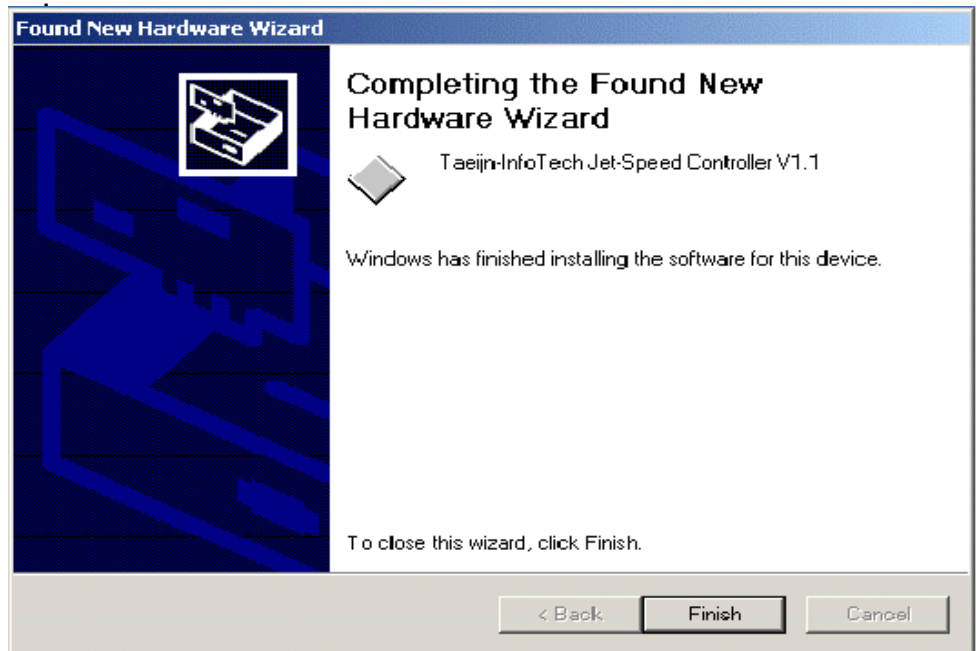 Found New Hardware Wizard
Completing the Found New
Hardware Wizard
Taeijn-InfoTech Jet-Speed Controller V1.1
Windows has finished installing the software for this device.
To close this wizard, click Finish.
< Back
Finish
Cancel